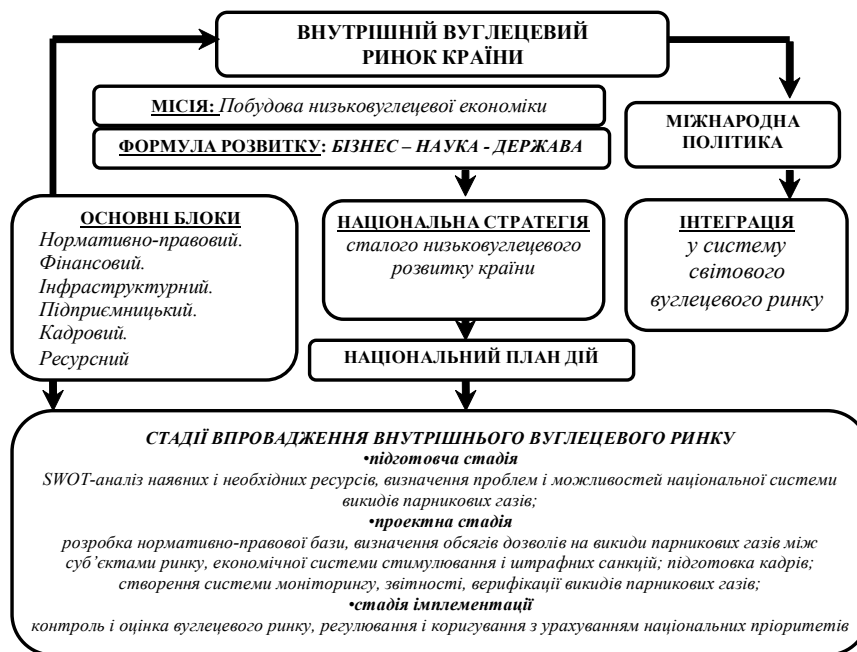 ВНУТРІШНІЙ ВУГЛЕЦЕВИЙ
РИНОК КРАЇНИ
МІСІЯ: Побудова низьковуглецевої економіки
ФОРМУЛА РОЗВИТКУ: БІЗНЕС – НАУКА - ДЕРЖАВА
МІЖНАРОДНА
ПОЛІТИКА
ОСНОВНІ БЛОКИ
Нормативно-правовий.
Фінансовий.
Інфраструктурний.
Підприємницький.
Кадровий.
Ресурсний
НАЦІОНАЛЬНА СТРАТЕГІЯ
сталого низьковуглецевого
розвитку країни
ІНТЕГРАЦІЯ
у систему
світового
вуглецевого ринку
НАЦІОНАЛЬНИЙ ПЛАН ДІЙ
СТАДІЇ ВПРОВАДЖЕННЯ ВНУТРІШНЬОГО ВУГЛЕЦЕВОГО РИНКУ
•підготовча стадія
SWOT-аналіз наявних і необхідних ресурсів, визначення проблем і можливостей національної системи
викидів парникових газів;
•проектна стадія
розробка нормативно-правової бази, визначення обсягів дозволів на викиди парникових газів між
суб’єктами ринку, економічної системи стимулювання і штрафних санкцій; підготовка кадрів;
створення системи моніторингу, звітності, верифікації викидів парникових газів;
•стадія імплементації
контроль і оцінка вуглецевого ринку, регулювання і коригування з урахуванням національних пріоритетів